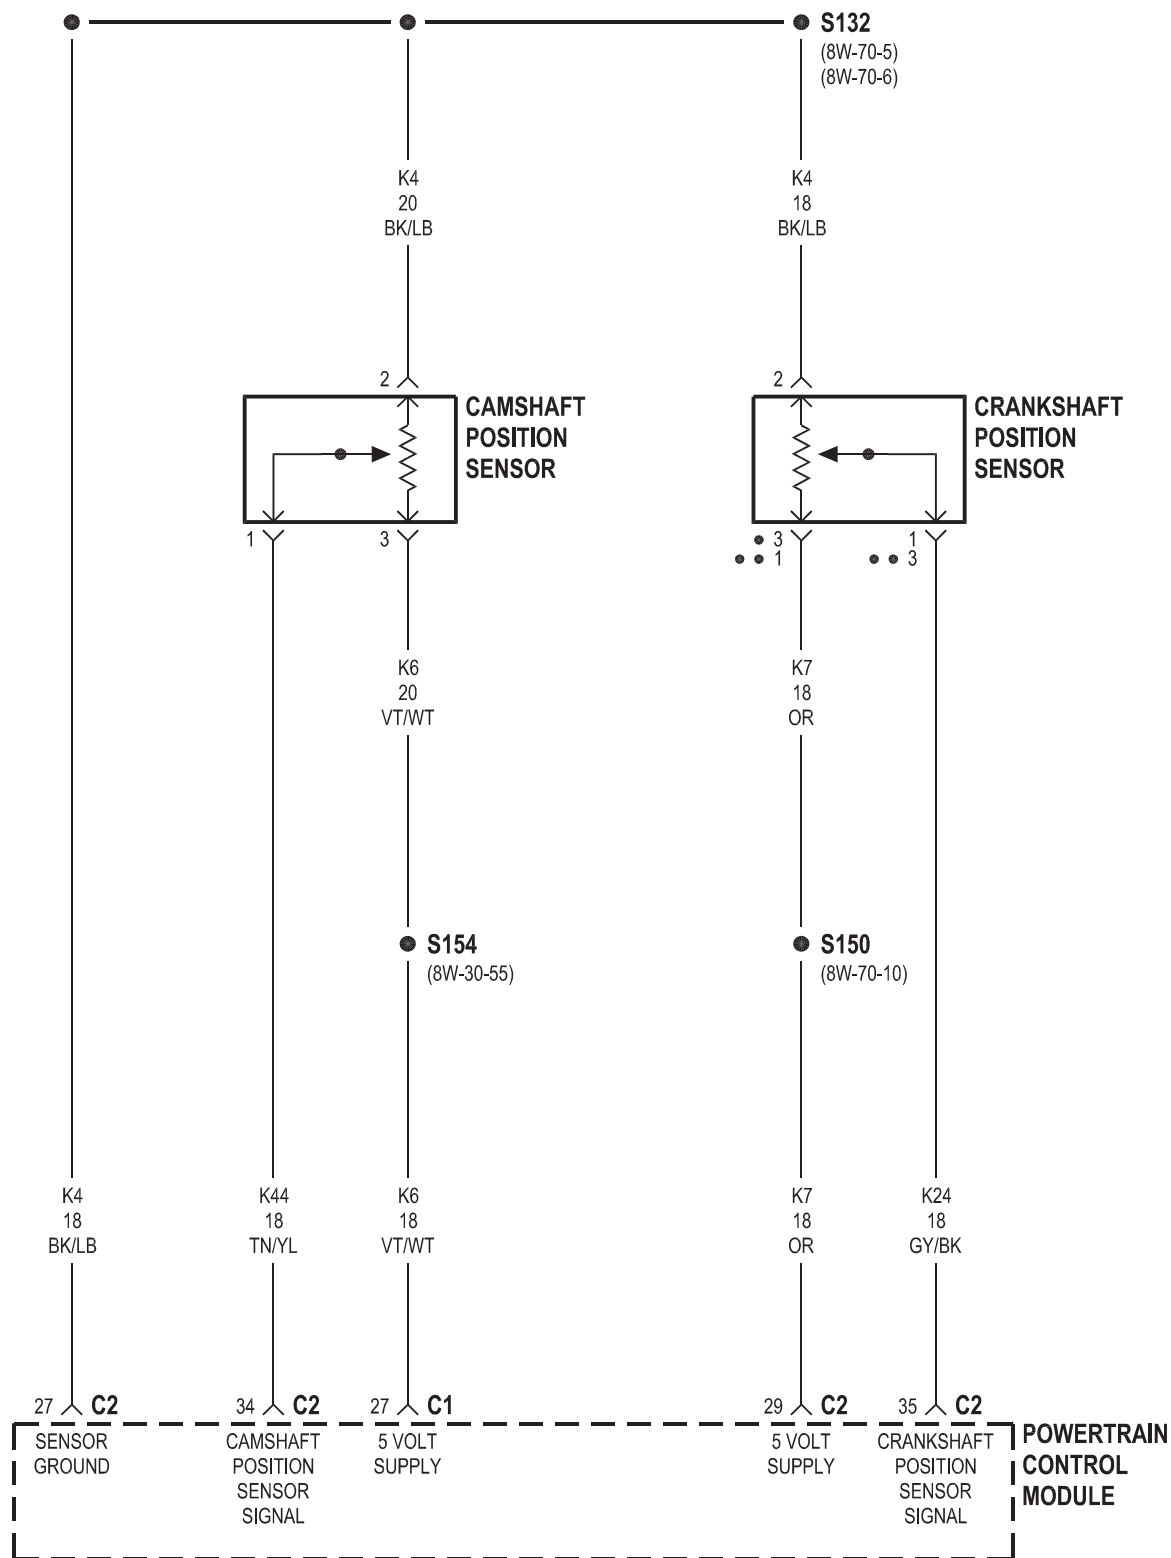 S132
(8W-70-5)
(8W-70-6)
K4
20
BK/LB
K4
18
BK/LB
2
CAMSHAFT
POSITION
SENSOR
2
CRANKSHAFT
POSITION
SENSOR
1
3
3
1
1
3
K6
20
VT/WT
K7
18
OR
S154
(8W-30-55)
S150
(8W-70-10)
K4
18
BK/LB
K44
18
TN/YL
K6
18
VT/WT
K7
18
OR
K24
18
GY/BK
27 C2
34 C2
27 C1
29 C2
35 C2
SENSOR
GROUND
CAMSHAFT
POSITION
SENSOR
SIGNAL
5 VOLT
SUPPLY
5 VOLT
SUPPLY
CRANKSHAFT
POSITION
SENSOR
SIGNAL
POWERTRAIN
CONTROL
MODULE